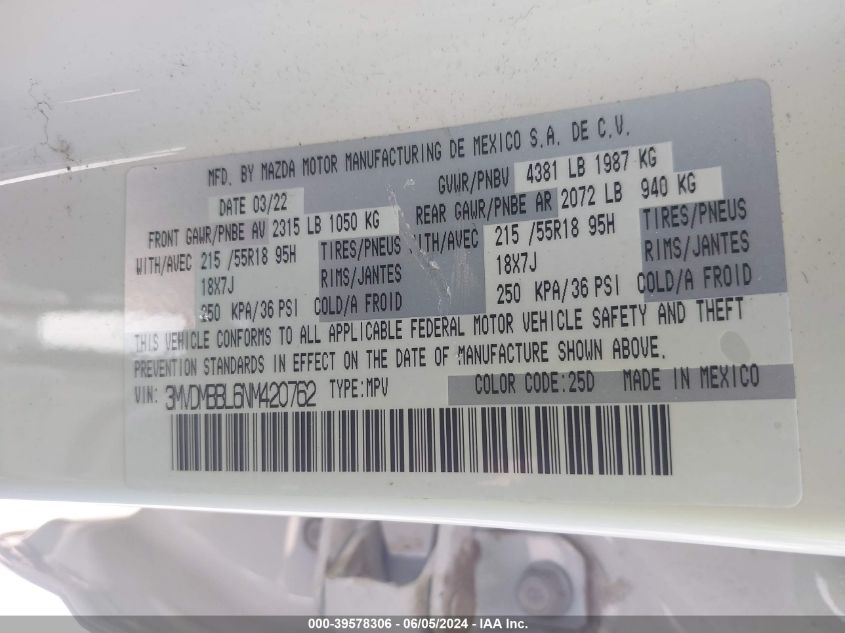 MFD. BY MAZDA MOTOR MANUFACTURING DE MEXICO S.A. DE C.V.
DATE 03/22 GVWR/PNBV 4381 LB 1987 KG
FRONT GAWR/PNBE AV 2315 LB 1050 KG REAR GAWR/PNBE AR 2072 LB 940 KG
WITH/AVEC 215 /55R18 95H TIRES/PNEUS WITH/AVEC 215 /55R18 95H TIRES/PNEUS
18X7J RIMS/JANTES 18X7J RIMS/JANTES
250 KPA/36 PSI COLD/A FROID 250 KPA/36 PSI COLD/A FROID
THIS VEHICLE CONFORMS TO ALL APPLICABLE FEDERAL MOTOR VEHICLE SAFETY AND THEFT
PREVENTION STANDARDS IN EFFECT ON THE DATE OF MANUFACTURE SHOWN ABOVE.
VIN: 3MVDMBBL6NM420762 TYPE:MPV COLOR CODE:25D MADE IN MEXICO
000-39578306 - 06/05/2024 - IAA Inc.